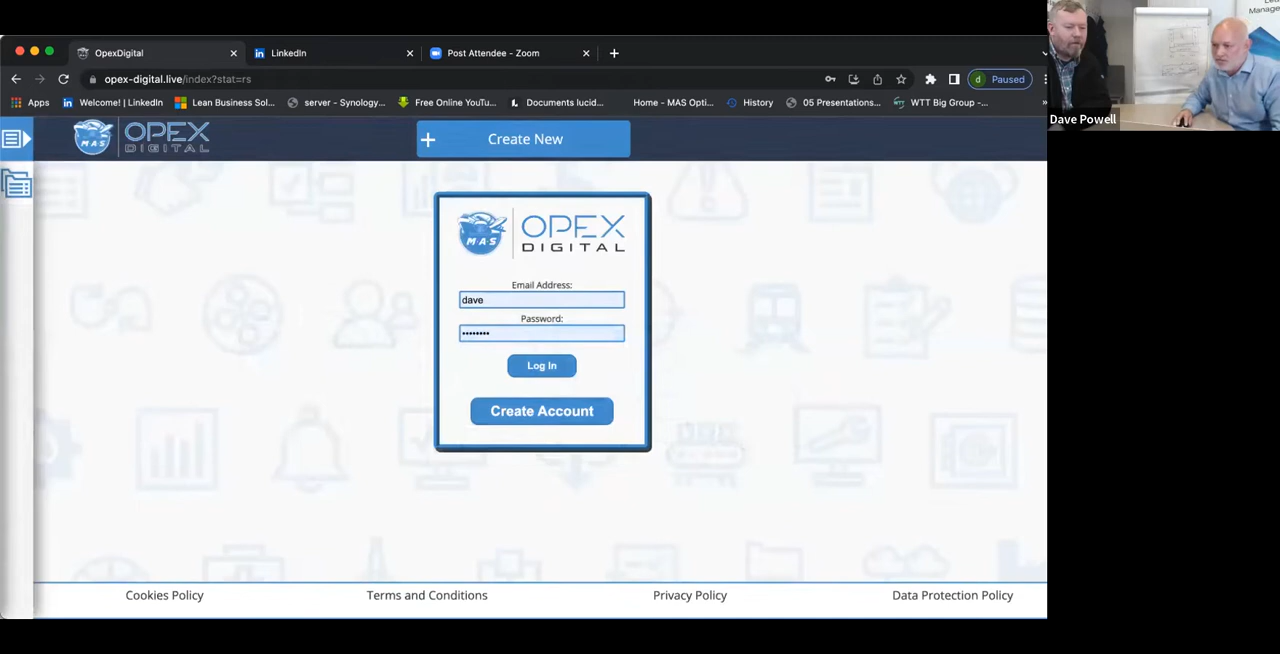 OpexDigital
LinkedIn
Post Attendee - Zoom
opex-digital.live/index?stat=rs
d Paused
Apps
Welcome! | LinkedIn
Lean Business Sol...
server - Synology...
Free Online YouTu...
Documents lucid...
Home - MAS Opti...
History
05 Presentations...
WTT Big Group -...
MAS
OPEX
DIGITAL
+ Create New
M·A·S
OPEX
DIGITAL
Email Address:
dave
Password:
••••••••
Log In
Create Account
Cookies Policy
Terms and Conditions
Privacy Policy
Data Protection Policy
Manage
Dave Powell